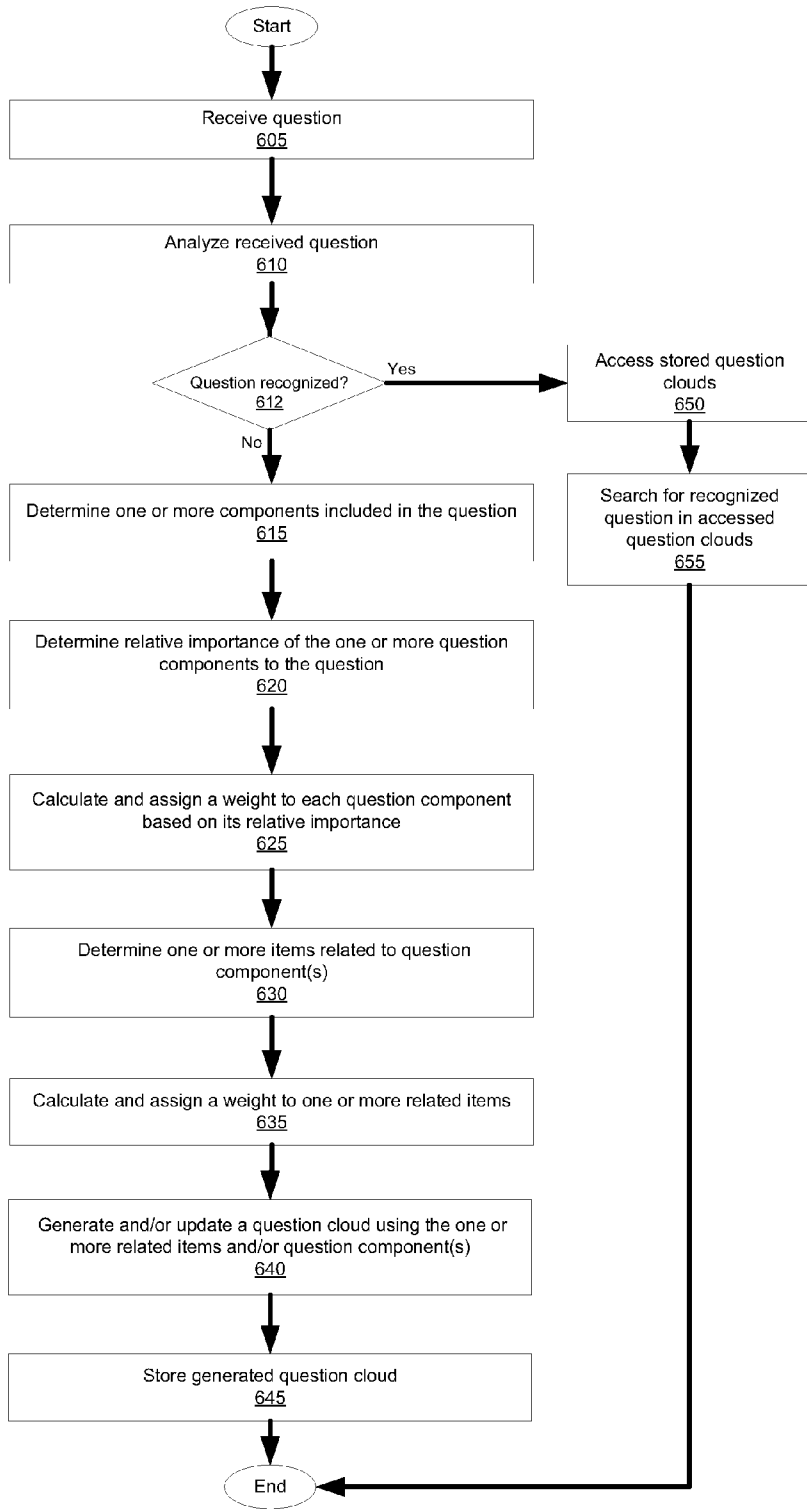 Start
Receive question
605
Analyze received question
610
Question recognized?
612
Yes
No
Access stored question
clouds
650
Search for recognized
question in accessed
question clouds
655
Determine one or more components included in the question
615
Determine relative importance of the one or more question
components to the question
620
Calculate and assign a weight to each question component
based on its relative importance
625
Determine one or more items related to question
component(s)
630
Calculate and assign a weight to one or more related items
635
Generate and/or update a question cloud using the one or
more related items and/or question component(s)
640
Store generated question cloud
645
End